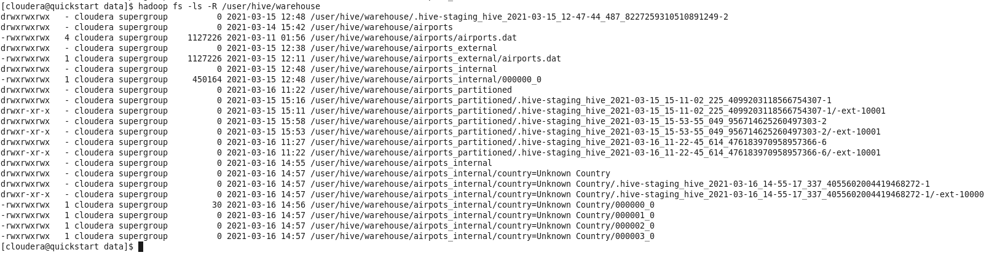 [cloudera@quickstart data]$ hadoop fs -ls -R /user/hive/warehouse
drwxrwxrwx   - cloudera supergroup          0 2021-03-15 12:48 /user/hive/warehouse/.hive-staging_hive_2021-03-15_12-47-44_487_8227259310510891249-2
drwxrwxrwx   - cloudera supergroup          0 2021-03-14 15:42 /user/hive/warehouse/airports
-rwxrwxrwx   4 cloudera supergroup    1127226 2021-03-11 01:56 /user/hive/warehouse/airports/airports.dat
drwxrwxrwx   - cloudera supergroup          0 2021-03-15 12:38 /user/hive/warehouse/airports_external
-rwxrwxrwx   1 cloudera supergroup    1127226 2021-03-15 12:11 /user/hive/warehouse/airports_external/airports.dat
drwxrwxrwx   - cloudera supergroup          0 2021-03-15 12:48 /user/hive/warehouse/airports_internal
-rwxrwxrwx   1 cloudera supergroup     450164 2021-03-15 12:48 /user/hive/warehouse/airports_internal/000000_0
drwxrwxrwx   - cloudera supergroup          0 2021-03-16 11:22 /user/hive/warehouse/airports_partitioned
drwxrwxrwx   - cloudera supergroup          0 2021-03-15 15:16 /user/hive/warehouse/airports_partitioned/.hive-staging_hive_2021-03-15_15-11-02_225_4099203118566754307-1
drwxr-xr-x   - cloudera supergroup          0 2021-03-15 15:11 /user/hive/warehouse/airports_partitioned/.hive-staging_hive_2021-03-15_15-11-02_225_4099203118566754307-1/-ext-10001
drwxrwxrwx   - cloudera supergroup          0 2021-03-15 15:58 /user/hive/warehouse/airports_partitioned/.hive-staging_hive_2021-03-15_15-53-55_049_956714625260497303-2
drwxr-xr-x   - cloudera supergroup          0 2021-03-15 15:53 /user/hive/warehouse/airports_partitioned/.hive-staging_hive_2021-03-15_15-53-55_049_956714625260497303-2/-ext-10001
drwxrwxrwx   - cloudera supergroup          0 2021-03-16 11:27 /user/hive/warehouse/airports_partitioned/.hive-staging_hive_2021-03-16_11-22-45_614_476183970958957366-6
drwxr-xr-x   - cloudera supergroup          0 2021-03-16 11:22 /user/hive/warehouse/airports_partitioned/.hive-staging_hive_2021-03-16_11-22-45_614_476183970958957366-6/-ext-10001
drwxrwxrwx   - cloudera supergroup          0 2021-03-16 14:55 /user/hive/warehouse/airpots_internal
drwxrwxrwx   - cloudera supergroup          0 2021-03-16 14:57 /user/hive/warehouse/airpots_internal/country=Unknown Country
drwxrwxrwx   - cloudera supergroup          0 2021-03-16 14:57 /user/hive/warehouse/airpots_internal/country=Unknown Country/.hive-staging_hive_2021-03-16_14-55-17_337_4055602004419468272-1
drwxr-xr-x   - cloudera supergroup          0 2021-03-16 14:57 /user/hive/warehouse/airpots_internal/country=Unknown Country/.hive-staging_hive_2021-03-16_14-55-17_337_4055602004419468272-1/-ext-10000
-rwxrwxrwx   1 cloudera supergroup         30 2021-03-16 14:56 /user/hive/warehouse/airpots_internal/country=Unknown Country/000000_0
-rwxrwxrwx   1 cloudera supergroup          0 2021-03-16 14:57 /user/hive/warehouse/airpots_internal/country=Unknown Country/000001_0
-rwxrwxrwx   1 cloudera supergroup          0 2021-03-16 14:57 /user/hive/warehouse/airpots_internal/country=Unknown Country/000002_0
-rwxrwxrwx   1 cloudera supergroup          0 2021-03-16 14:57 /user/hive/warehouse/airpots_internal/country=Unknown Country/000003_0
[cloudera@quickstart data]$